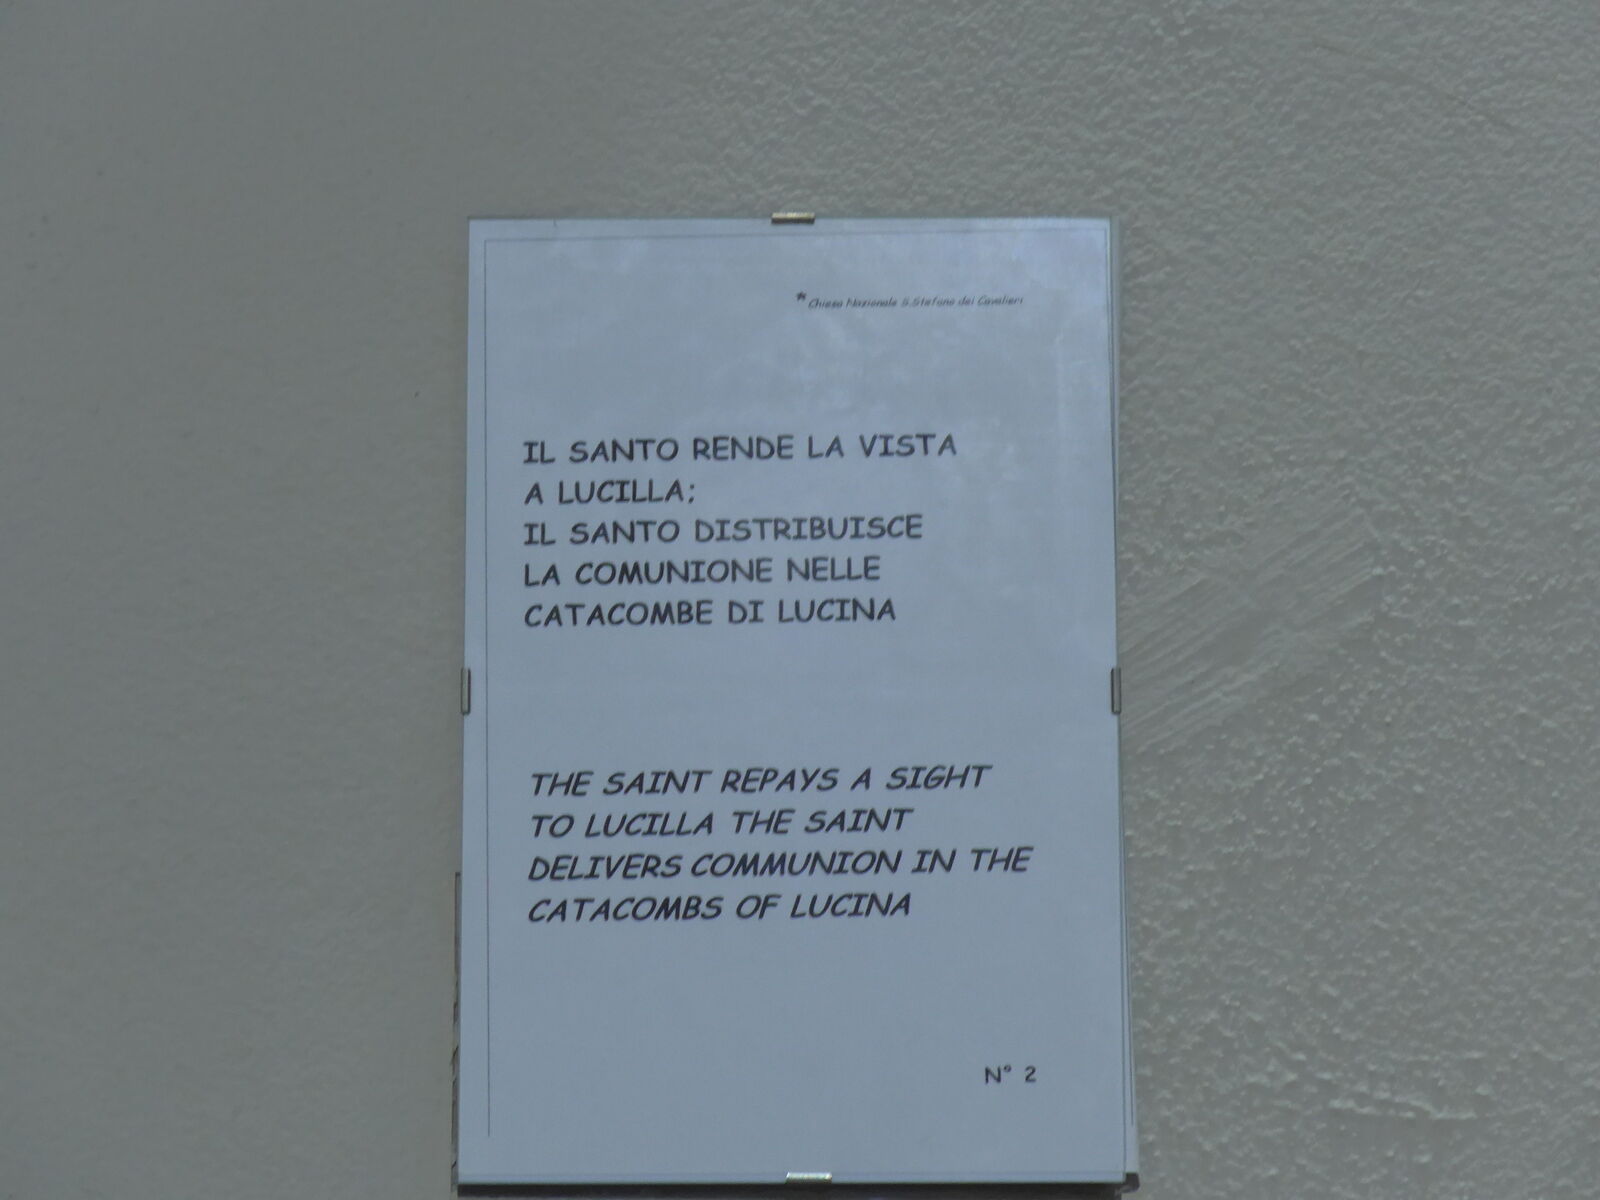 * Chiesa Nazionale S.Stefano dei Cavalieri
IL SANTO RENDE LA VISTA
A LUCILLA;
IL SANTO DISTRIBUISCE
LA COMUNIONE NELLE
CATACOMBE DI LUCINA
THE SAINT REPAYS A SIGHT
TO LUCILLA THE SAINT
DELIVERS COMMUNION IN THE
CATACOMBS OF LUCINA
N° 2